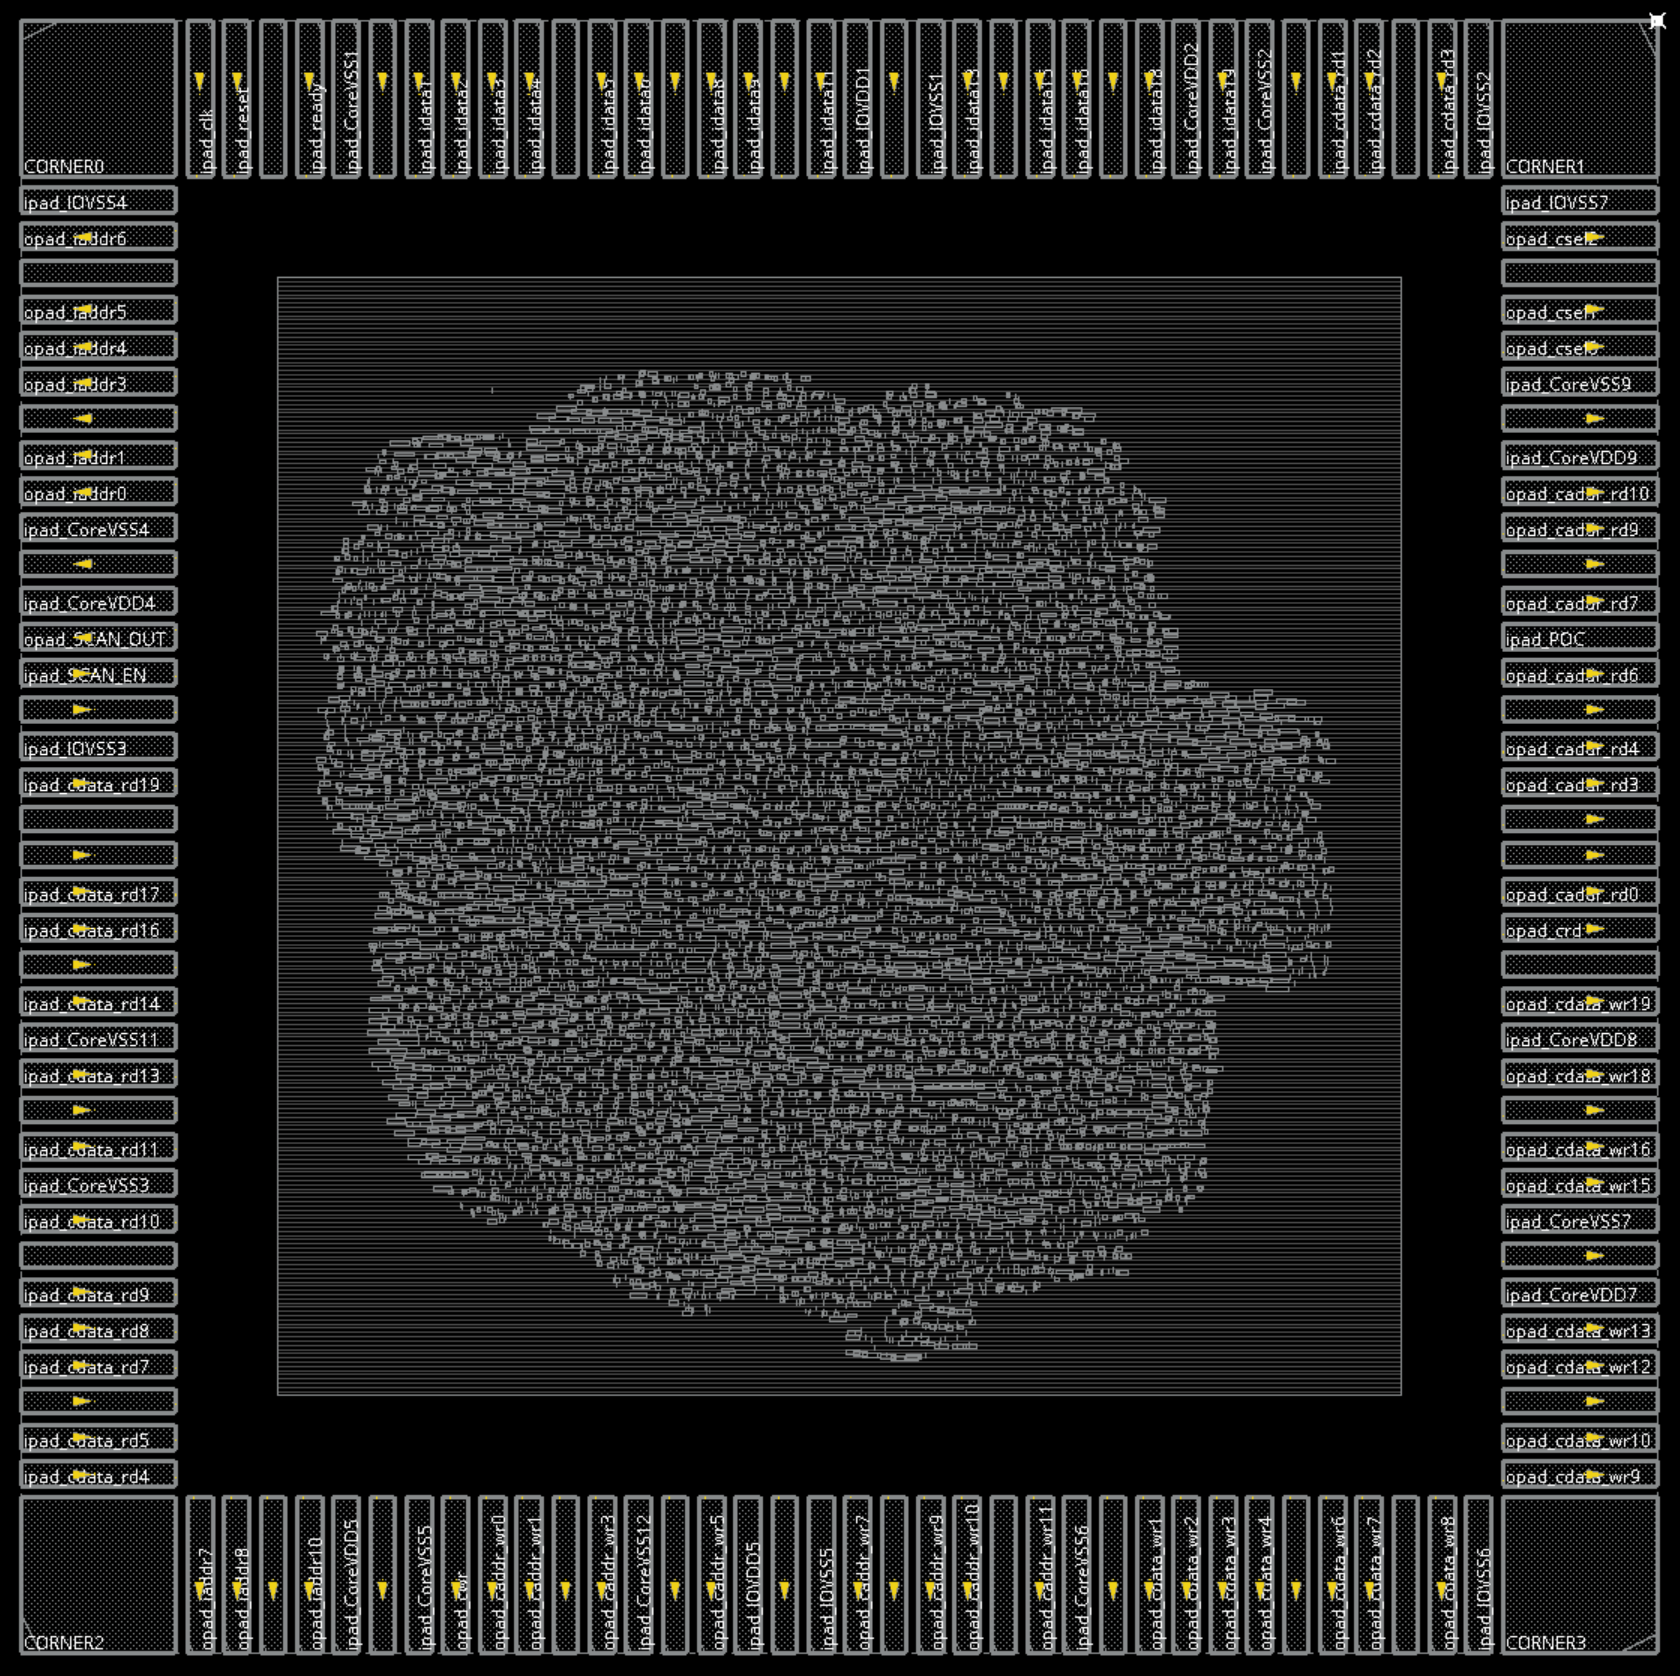 CORNER0
ipad_clk
ipad_reset
ipad_ready
ipad_CoreVSS1
ipad_idata1
ipad_idata2
ipad_idata3
ipad_idata4
ipad_idata5
ipad_idata8
ipad_idata9
ipad_idata11
ipad_IOVDD1
ipad_IOVSS1
ipad_idata13
ipad_idata15
ipad_idata16
ipad_idata18
ipad_CoreVDD2
ipad_idata19
ipad_CoreVSS2
ipad_cdata_rd1
ipad_cdata_rd2
ipad_cdata_rd3
ipad_IOVSS2
CORNER1
ipad_IOVSS4
opad_iaddr6
opad_iaddr5
opad_iaddr4
opad_iaddr3
opad_iaddr1
opad_iaddr0
ipad_CoreVSS4
ipad_CoreVDD4
opad_SCAN_OUT
ipad_SCAN_EN
ipad_IOVSS3
ipad_cdata_rd19
ipad_cdata_rd17
ipad_cdata_rd16
ipad_cdata_rd14
ipad_CoreVSS11
ipad_cdata_rd13
ipad_cdata_rd11
ipad_CoreVSS3
ipad_cdata_rd10
ipad_cdata_rd9
ipad_cdata_rd8
ipad_cdata_rd7
ipad_cdata_rd5
ipad_cdata_rd4
ipad_IOVSS7
opad_csel2
opad_csel1
ipad_CoreVSS9
ipad_CoreVDD9
opad_caddr_rd10
opad_caddr_rd9
opad_caddr_rd7
ipad_POC
opad_caddr_rd6
opad_caddr_rd4
opad_caddr_rd3
opad_caddr_rd0
opad_crd
opad_cdata_wr19
ipad_CoreVDD8
opad_cdata_wr18
opad_cdata_wr16
opad_cdata_wr15
ipad_CoreVSS7
ipad_CoreVDD7
opad_cdata_wr13
opad_cdata_wr12
opad_cdata_wr10
opad_cdata_wr9
CORNER2
opad_iaddr7
opad_iaddr8
opad_iaddr10
ipad_CoreVDD5
ipad_CoreVSS5
opad_cwr
opad_caddr_wr0
opad_caddr_wr1
opad_caddr_wr3
ipad_CoreVSS12
opad_caddr_wr5
ipad_IOVDD5
ipad_IOVSS5
opad_caddr_wr7
opad_caddr_wr9
opad_caddr_wr10
opad_caddr_wr11
ipad_CoreVSS6
opad_cdata_wr1
opad_cdata_wr2
opad_cdata_wr3
opad_cdata_wr4
opad_cdata_wr6
opad_cdata_wr7
opad_cdata_wr8
ipad_IOVSS6
CORNER3